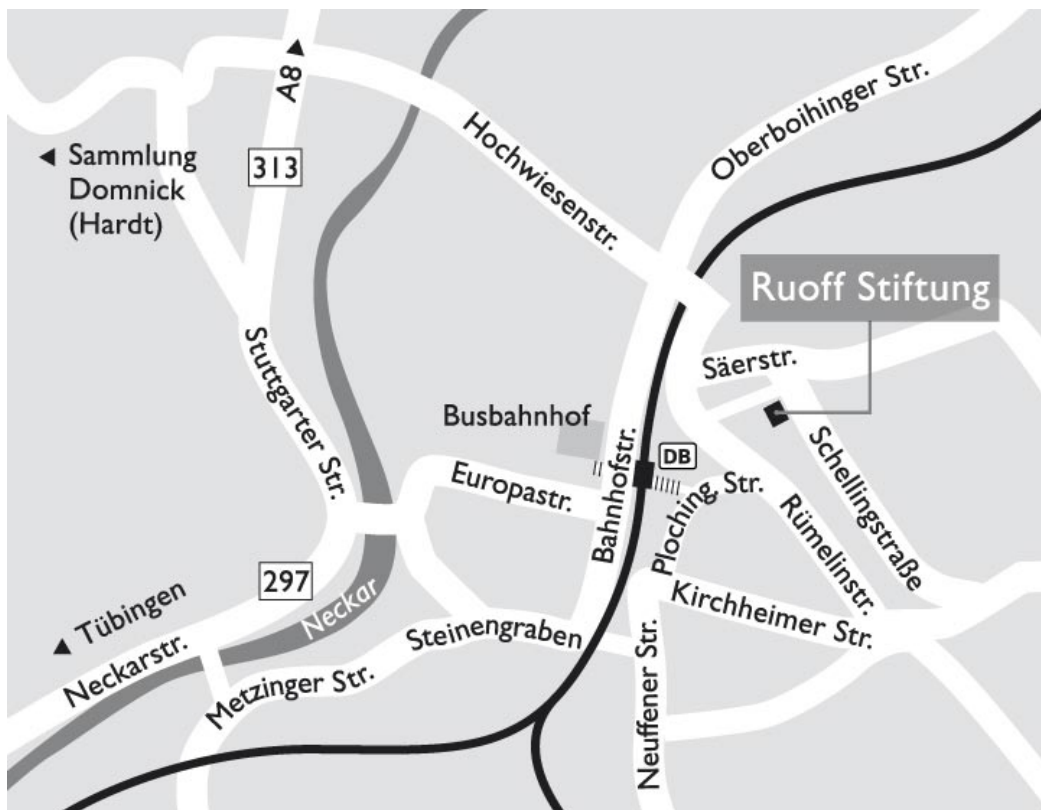 A8
Oberboihinger Str.
Hochwiesenstr.
313
Sammlung
Domnick
(Hardt)
Ruoff Stiftung
Stuttgarter Str.
Säerstr.
Busbahnhof
Bahnhofstr.
DB
Europastr.
Ploching. Str.
Schellingstraße
Rümelinstr.
297
Neckar
Tübingen
Neckarstr.
Kirchheimer Str.
Steinengraben
Metzinger Str.
Neuffener Str.